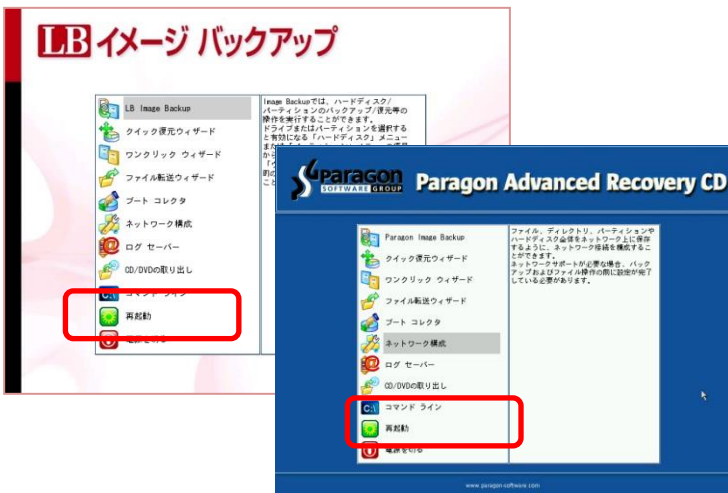 LB イメージ バックアップ
LB Image Backup
クイック復元ウィザード
ワンクリック ウィザード
ファイル転送ウィザード
ブート コレクタ
ネットワーク構成
ログ セーバー
CD/DVDの取り出し
C:\
再起動
電源を切る
Image Backupでは、ハードディスク/
パーティションのバックアップ/復元等の
操作を実行することができます。
ドライブまたはパーティションを選択する
と有効になる「ハードディスク」メニュー
Paragon
SOFTWARE GROUP
Paragon Advanced Recovery CD
Paragon Image Backup
クイック復元ウィザード
ワンクリック ウィザード
ファイル転送ウィザード
ブート コレクタ
ネットワーク構成
ログ セーバー
CD/DVDの取り出し
C:\ コマンド ライン
再起動
電源を切る
ファイル、ディレクトリ、パーティションや
ハードディスク全体をネットワーク上に保存
するように、ネットワーク接続を構成するこ
とができます。
ネットワークサポートが必要な場合、バック
アップおよびファイル操作の前に設定が完了
している必要があります。
www.paragon-software.com